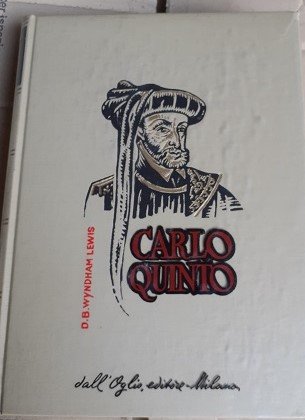 D.B.WYNDHAM LEWIS
CARLO
QUINTO
dall'Oglio, editore - Milano